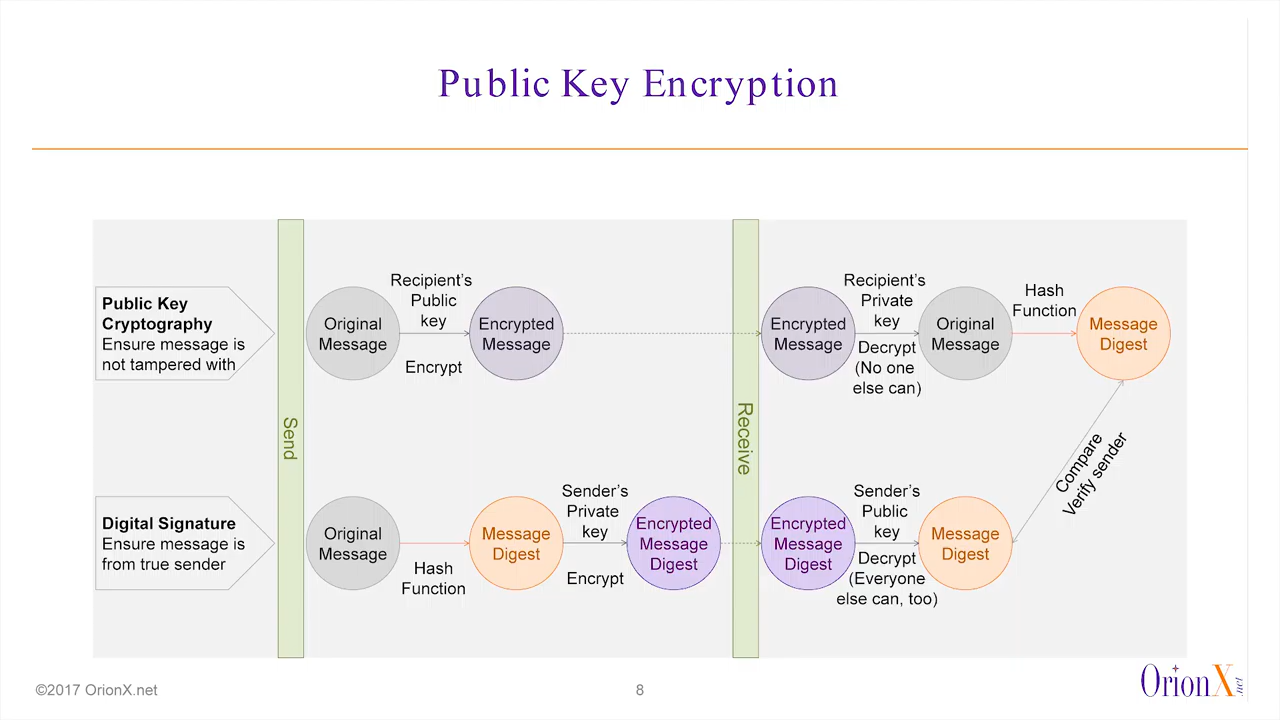 Public Key Encryption
Public Key
Cryptography
Ensure message is
not tampered with
Send
Original
Message
Recipient's
Public
key
Encrypt
Encrypted
Message
Receive
Encrypted
Message
Recipient's
Private
key
Decrypt
(No one
else can)
Original
Message
Hash
Function
Message
Digest
Digital Signature
Ensure message is
from true sender
Original
Message
Hash
Function
Message
Digest
Sender's
Private
key
Encrypt
Encrypted
Message
Digest
Encrypted
Message
Digest
Sender's
Public
key
Decrypt
(Everyone
else can, too)
Message
Digest
Compare
Verify sender
©2017 OrionX.net
8
OrionX.net